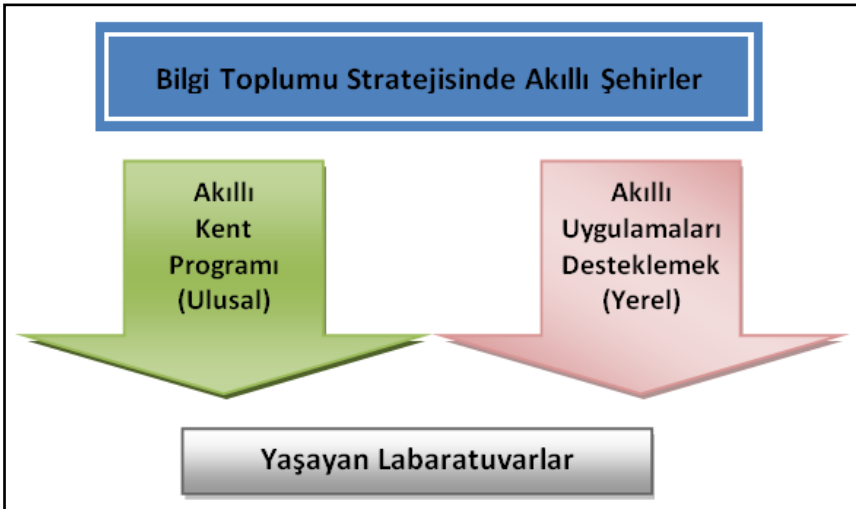 Bilgi Toplumu Stratejisinde Akıllı Şehirler
Akıllı
Kent
Programı
(Ulusal)
Akıllı
Uygulamaları
Desteklemek
(Yerel)
Yaşayan Labaratuvarlar